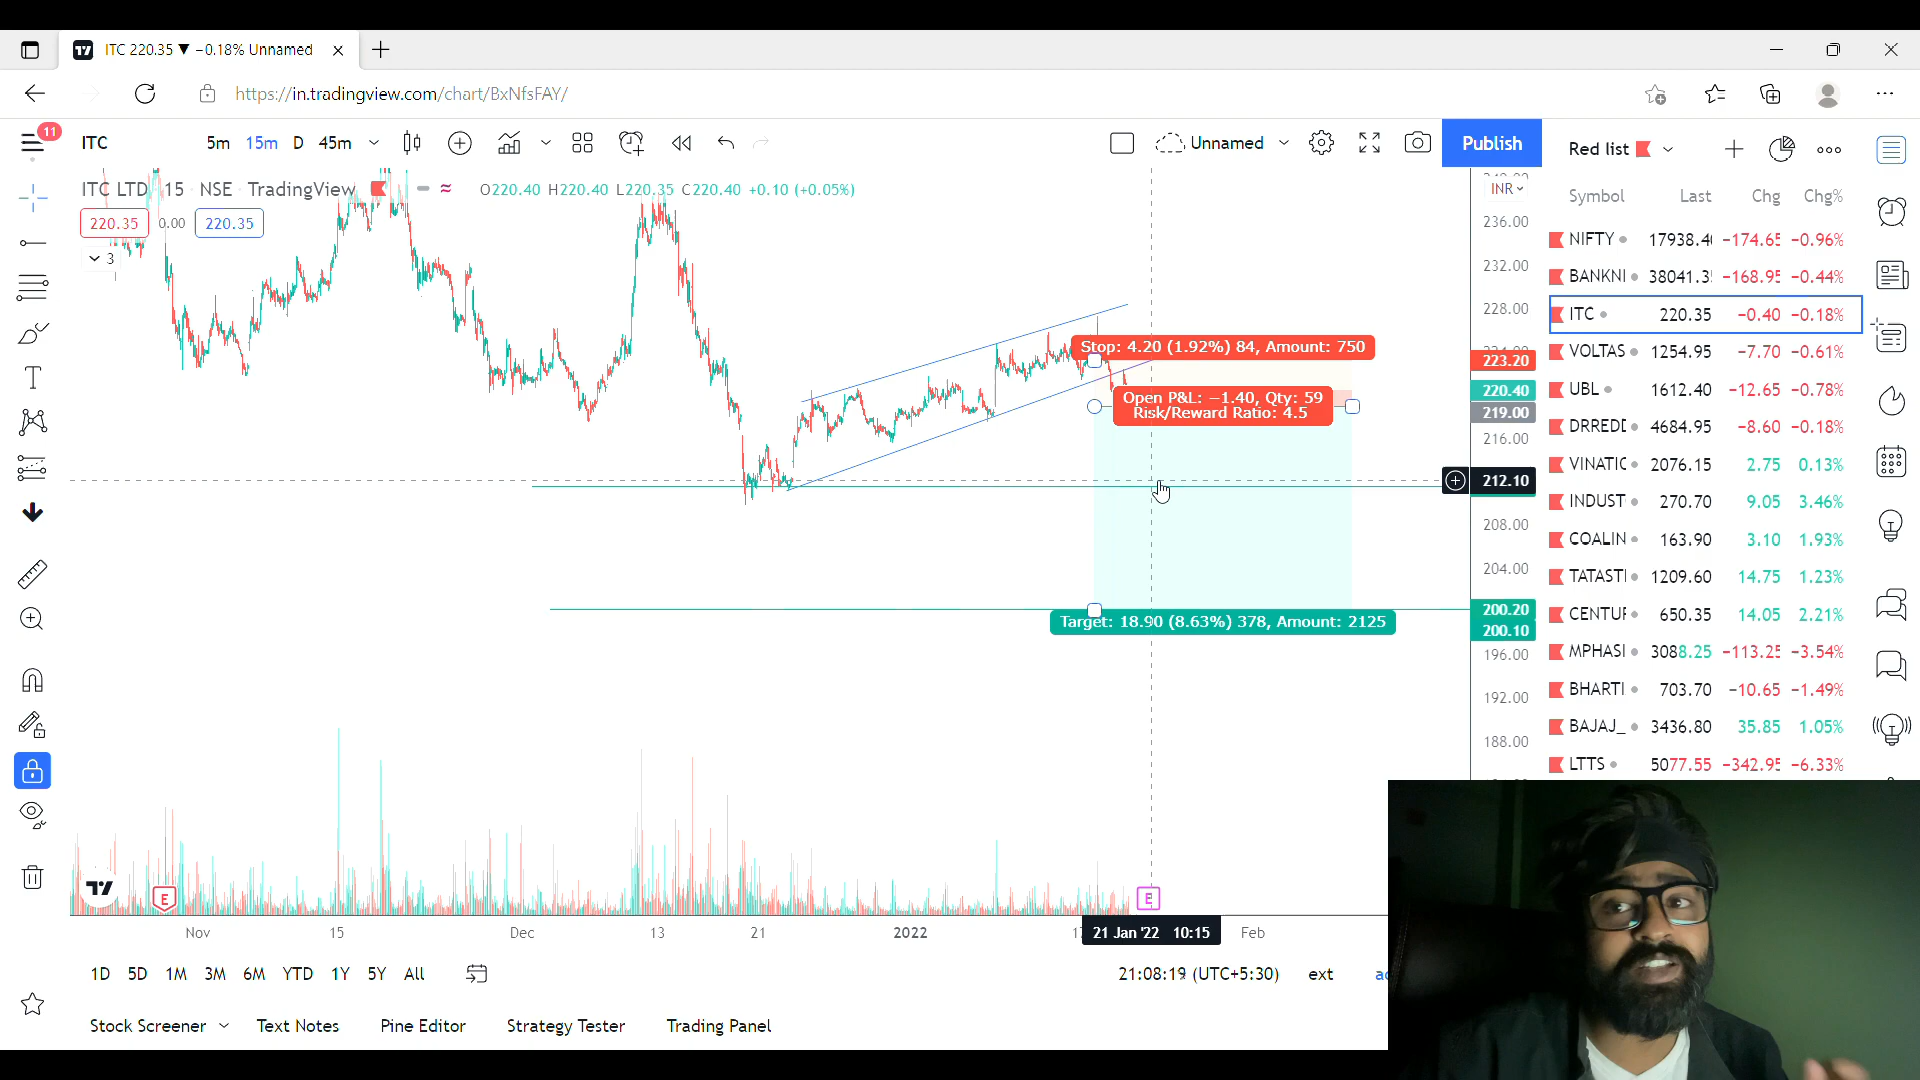 ITC 220.35 ▼ −0.18% Unnamed
https://in.tradingview.com/chart/BxNfsFAY/
11
ITC 5m 15m D 45m Unnamed Publish
ITC LTD 15 NSE TradingView O220.40 H220.40 L220.35 C220.40 +0.10 (+0.05%)
220.35 0.00 220.35
3
Stop: 4.20 (1.92%) 84, Amount: 750
Open P&L: −1.40, Qty: 59
Risk/Reward Ratio: 4.5
Target: 18.90 (8.63%) 378, Amount: 2125
INR
236.00
232.00
228.00
223.20
220.40
219.00
216.00
212.10
208.00
204.00
200.20
200.10
196.00
192.00
188.00
E
E
Nov 15 Dec 13 21 2022 21 Jan '22 10:15 Feb
1D 5D 1M 3M 6M YTD 1Y 5Y All 21:08:19 (UTC+5:30) ext
Stock Screener Text Notes Pine Editor Strategy Tester Trading Panel
Red list
Symbol Last Chg Chg%
NIFTY 17938.4 −174.65 −0.96%
BANKNI 38041.3 −168.95 −0.44%
ITC 220.35 −0.40 −0.18%
VOLTAS 1254.95 −7.70 −0.61%
UBL 1612.40 −12.65 −0.78%
DRREDD 4684.95 −8.60 −0.18%
VINATIC 2076.15 2.75 0.13%
INDUST 270.70 9.05 3.46%
COALIN 163.90 3.10 1.93%
TATASTI 1209.60 14.75 1.23%
CENTUR 650.35 14.05 2.21%
MPHASI 3088.25 −113.25 −3.54%
BHARTI 703.70 −10.65 −1.49%
BAJAJ_ 3436.80 35.85 1.05%
LTTS 5077.55 −342.95 −6.33%